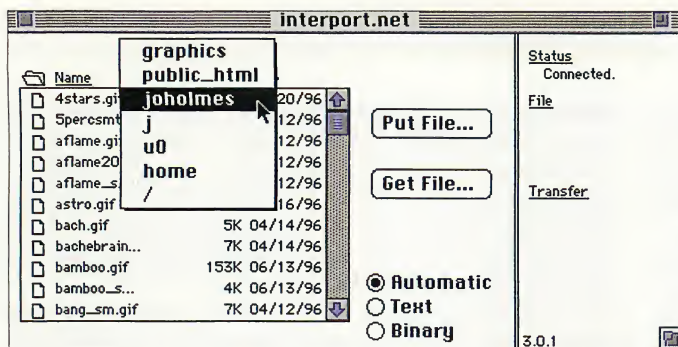 interport.net
graphics
public_html
joholmes
j
u0
home
/
Name
4stars.gi 20/96
5percsmt 12/96
aflame.gi 12/96
aflame20 12/96
aflame_s 12/96
astro.gif 16/96
bach.gif 5K 04/14/96
bachebrain... 7K 04/14/96
bamboo.gif 153K 06/13/96
bamboo_s... 4K 06/13/96
bang_sm.gif 7K 04/12/96
Put File...
Get File...
Automatic
Text
Binary
Status
Connected.
File
Transfer
3.0.1